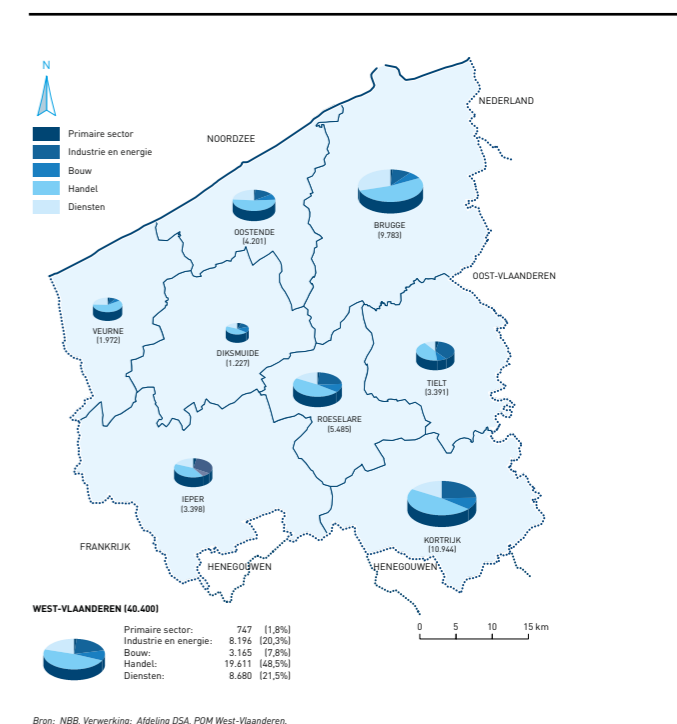 N
Primaire sector
Industrie en energie
Bouw
Handel
Diensten
NOORDZEE
NEDERLAND
OOST-VLAANDEREN
FRANKRIJK
HENEGOUWEN
HENEGOUWEN
BRUGGE
(9.783)
OOSTENDE
(4.201)
VEURNE
(1.972)
DIKSMUIDE
(1.227)
TIELT
(3.391)
ROESELARE
(5.485)
IEPER
(3.398)
KORTRIJK
(10.944)
WEST-VLAANDEREN (40.400)
Primaire sector: 747 (1,8%)
Industrie en energie: 8.196 (20,3%)
Bouw: 3.165 (7,8%)
Handel: 19.611 (48,5%)
Diensten: 8.680 (21,5%)
0 5 10 15 km
Bron: NBB, Verwerking: Afdeling DSA, POM West-Vlaanderen.